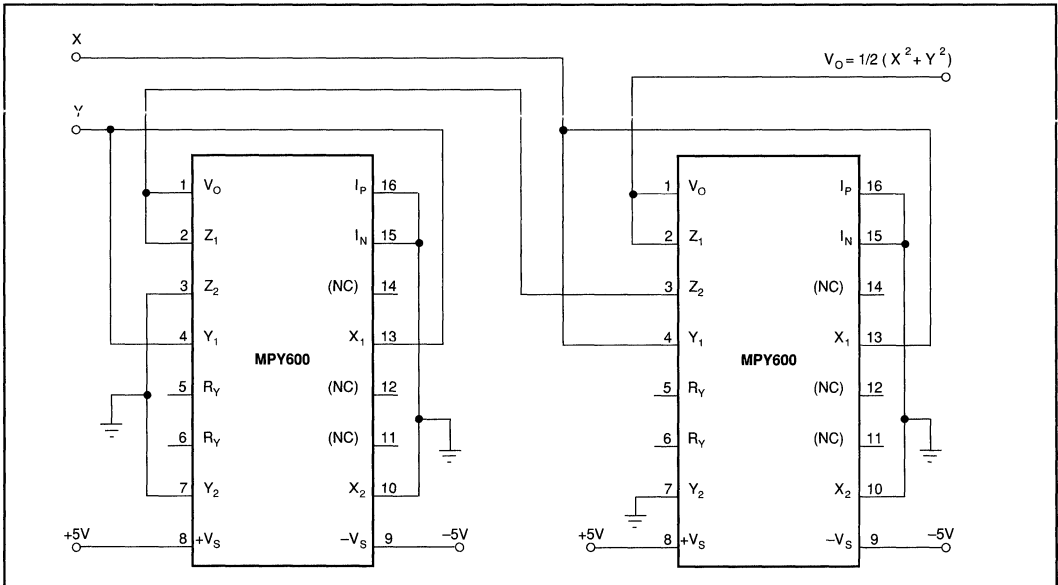 X
V_O = 1/2 ( X² + Y² )
Y
1 V_O I_P 16
2 Z_1 I_N 15
3 Z_2 (NC) 14
4 Y_1 X_1 13
MPY600
5 R_Y (NC) 12
6 R_Y (NC) 11
7 Y_2 X_2 10
+5V 8 +V_S –V_S 9 –5V
1 V_O I_P 16
2 Z_1 I_N 15
3 Z_2 (NC) 14
4 Y_1 X_1 13
MPY600
5 R_Y (NC) 12
6 R_Y (NC) 11
7 Y_2 X_2 10
+5V 8 +V_S –V_S 9 –5V